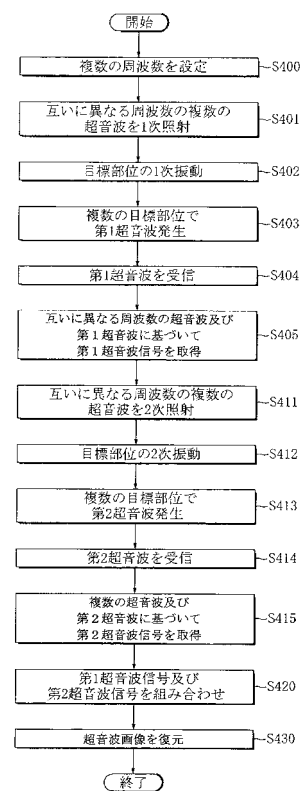 開始
複数の周波数を設定
S400
互いに異なる周波数の複数の
超音波を1次照射
S401
目標部位の1次振動
S402
複数の目標部位で
第1超音波発生
S403
第1超音波を受信
S404
互いに異なる周波数の超音波及び
第1超音波に基づいて
第1超音波信号を取得
S405
互いに異なる周波数の複数の
超音波を2次照射
S411
目標部位の2次振動
S412
複数の目標部位で
第2超音波発生
S413
第2超音波を受信
S414
複数の超音波及び
第2超音波に基づいて
第2超音波信号を取得
S415
第1超音波信号及び
第2超音波信号を組み合わせ
S420
超音波画像を復元
S430
終了